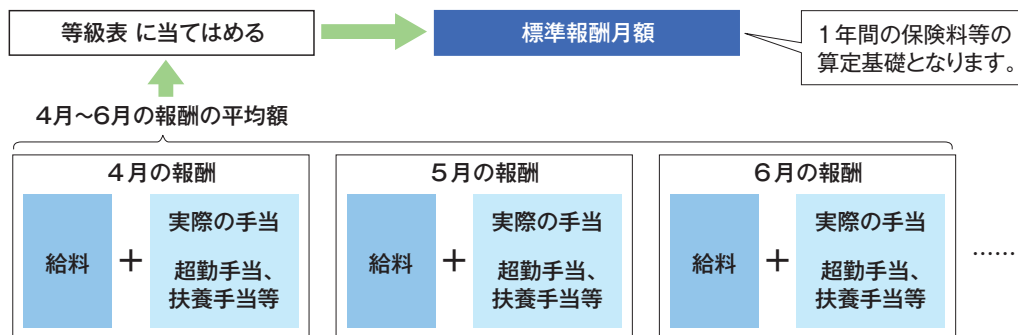 等級表 に当てはめる
標準報酬月額
1年間の保険料等の
算定基礎となります。
4月～6月の報酬の平均額
4月の報酬
給料
+
実際の手当
超勤手当、
扶養手当等
5月の報酬
給料
+
実際の手当
超勤手当、
扶養手当等
6月の報酬
給料
+
実際の手当
超勤手当、
扶養手当等
……